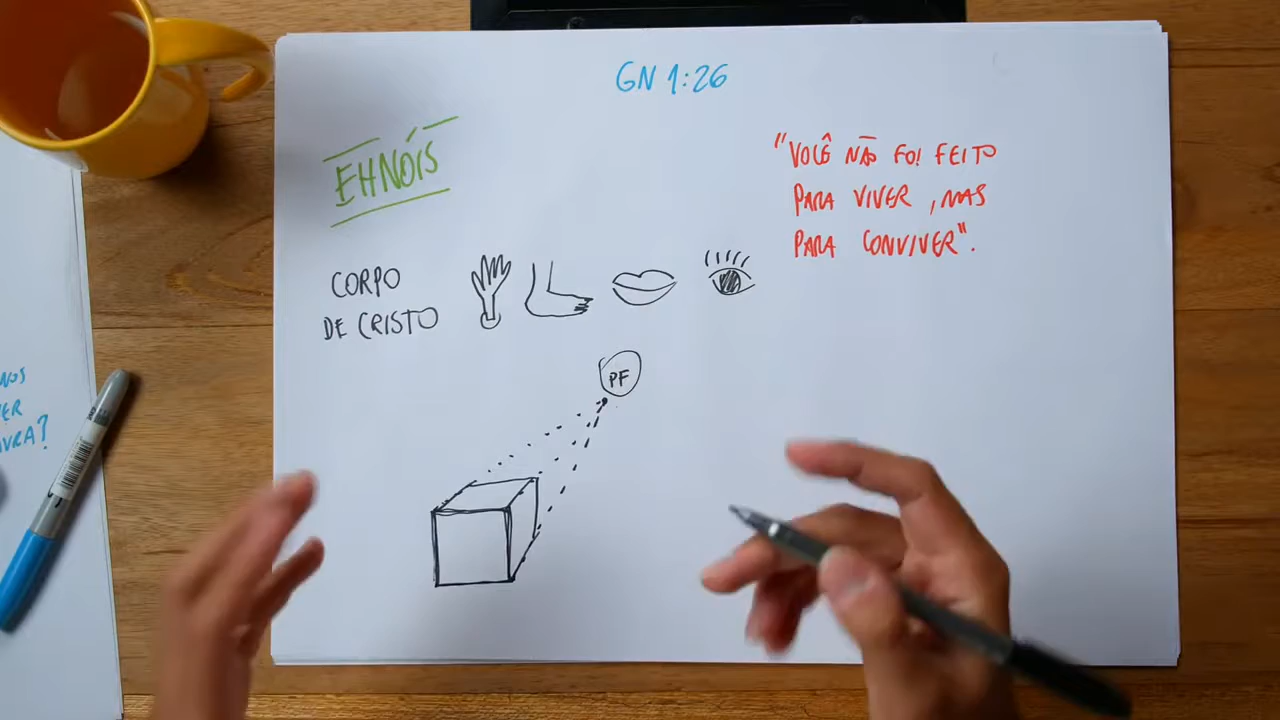 GN 1:26
EHNÓIS
"VOCÊ NÃO FOI FEITO
PARA VIVER, MAS
PARA CONVIVER".
CORPO
DE CRISTO
PF